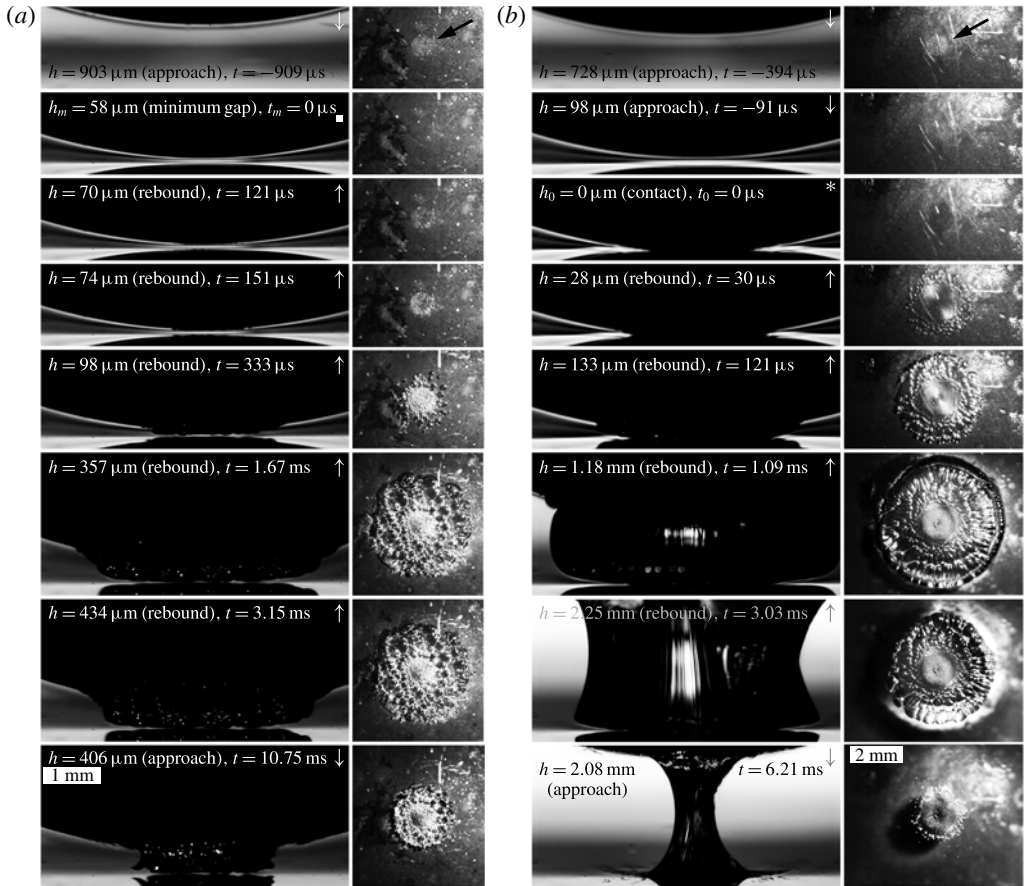 (a)
h = 903 μm (approach), t = −909 μs
hm = 58 μm (minimum gap), tm = 0 μs
h = 70 μm (rebound), t = 121 μs
h = 74 μm (rebound), t = 151 μs
h = 98 μm (rebound), t = 333 μs
h = 357 μm (rebound), t = 1.67 ms
h = 434 μm (rebound), t = 3.15 ms
h = 406 μm (approach), t = 10.75 ms
1 mm
(b)
h = 728 μm (approach), t = −394 μs
h = 98 μm (approach), t = −91 μs
h0 = 0 μm (contact), t0 = 0 μs
*
h = 28 μm (rebound), t = 30 μs
h = 133 μm (rebound), t = 121 μs
h = 1.18 mm (rebound), t = 1.09 ms
h = 2.25 mm (rebound), t = 3.03 ms
h = 2.08 mm t = 6.21 ms
(approach)
2 mm